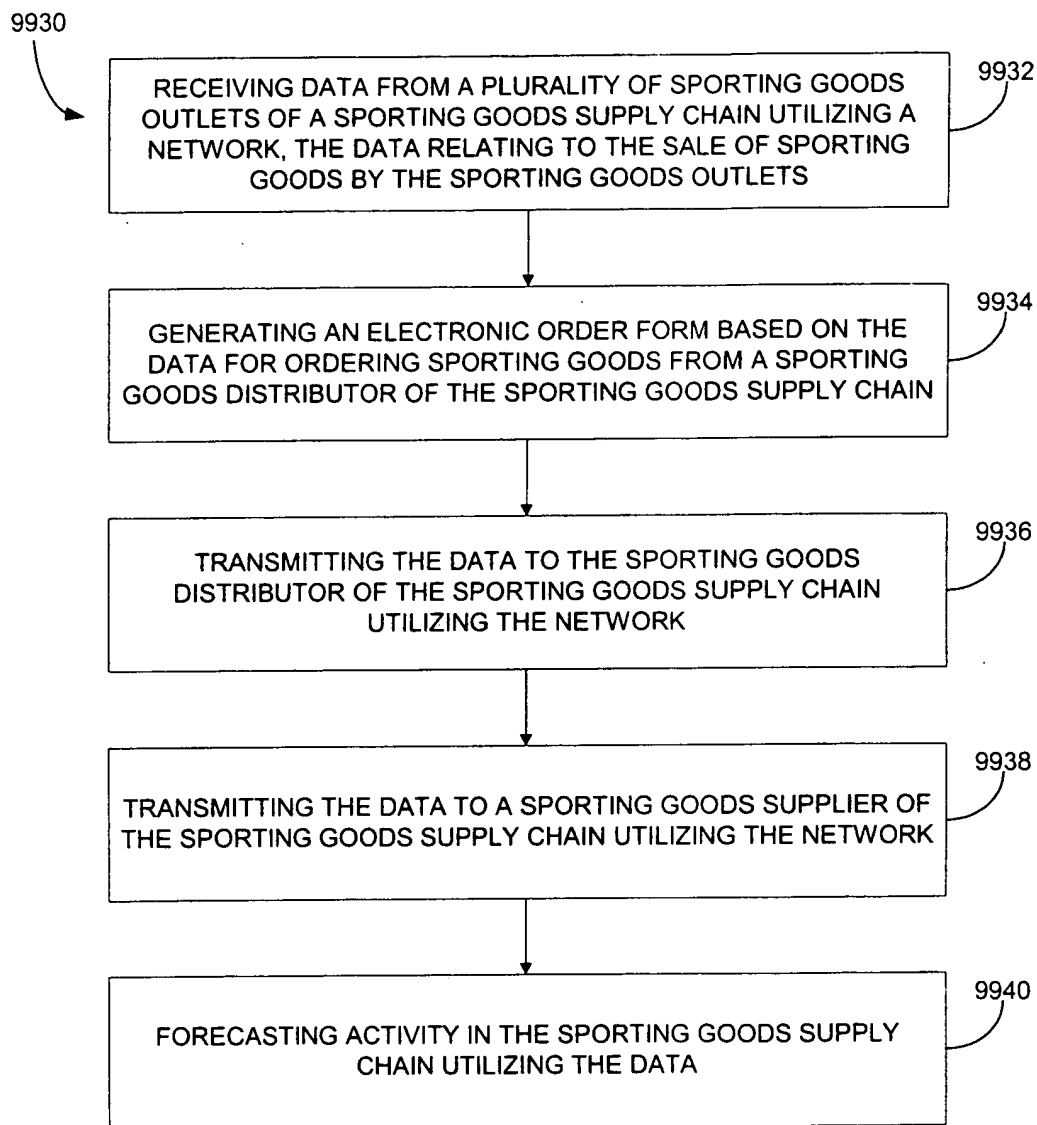 9930
9932
RECEIVING DATA FROM A PLURALITY OF SPORTING GOODS
OUTLETS OF A SPORTING GOODS SUPPLY CHAIN UTILIZING A
NETWORK, THE DATA RELATING TO THE SALE OF SPORTING
GOODS BY THE SPORTING GOODS OUTLETS
9934
GENERATING AN ELECTRONIC ORDER FORM BASED ON THE
DATA FOR ORDERING SPORTING GOODS FROM A SPORTING
GOODS DISTRIBUTOR OF THE SPORTING GOODS SUPPLY CHAIN
9936
TRANSMITTING THE DATA TO THE SPORTING GOODS
DISTRIBUTOR OF THE SPORTING GOODS SUPPLY CHAIN
UTILIZING THE NETWORK
9938
TRANSMITTING THE DATA TO A SPORTING GOODS SUPPLIER OF
THE SPORTING GOODS SUPPLY CHAIN UTILIZING THE NETWORK
9940
FORECASTING ACTIVITY IN THE SPORTING GOODS SUPPLY
CHAIN UTILIZING THE DATA